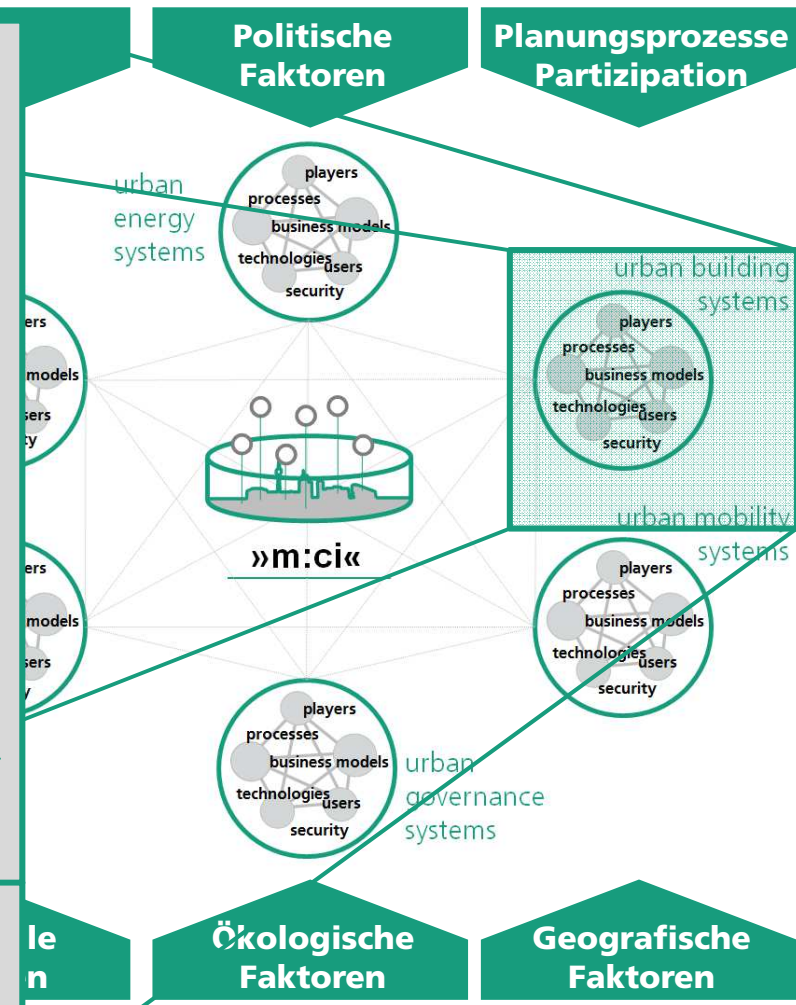 Politische
Faktoren
Planungsprozesse
Partizipation
urban
energy
systems
players
processes
business models
technologies
users
security
urban building
systems
players
processes
business models
technologies
users
security
models
models
»m:ci«
urban mobility
systems
players
processes
business models
technologies
users
security
players
processes
business models
technologies
users
security
urban
governance
systems
Ökologische
Faktoren
Geografische
Faktoren